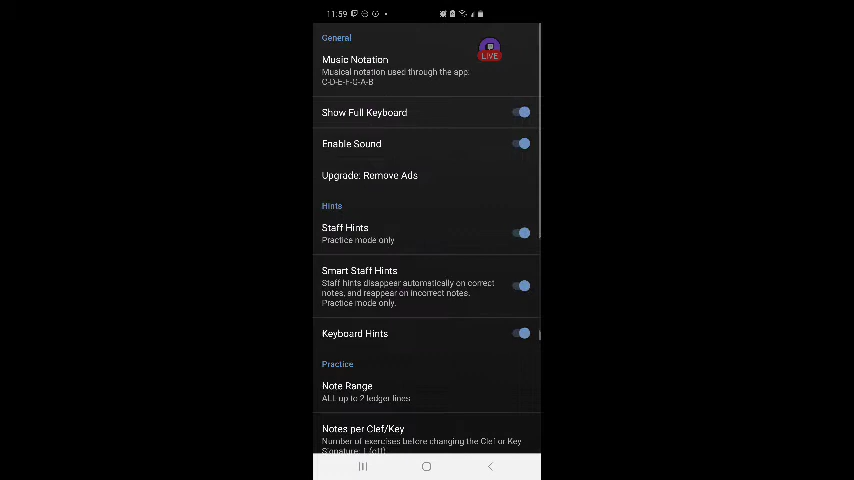 11:59
General
LIVE
Music Notation
Musical notation used through the app:
C-D-E-F-G-A-B
Show Full Keyboard
Enable Sound
Upgrade: Remove Ads
Hints
Staff Hints
Practice mode only
Smart Staff Hints
Staff hints disappear automatically on correct
notes, and reappear on incorrect notes.
Practice mode only.
Keyboard Hints
Practice
Note Range
ALL up to 2 ledger lines
Notes per Clef/Key
Number of exercises before changing the Clef or Key
Signature: 1 (off)